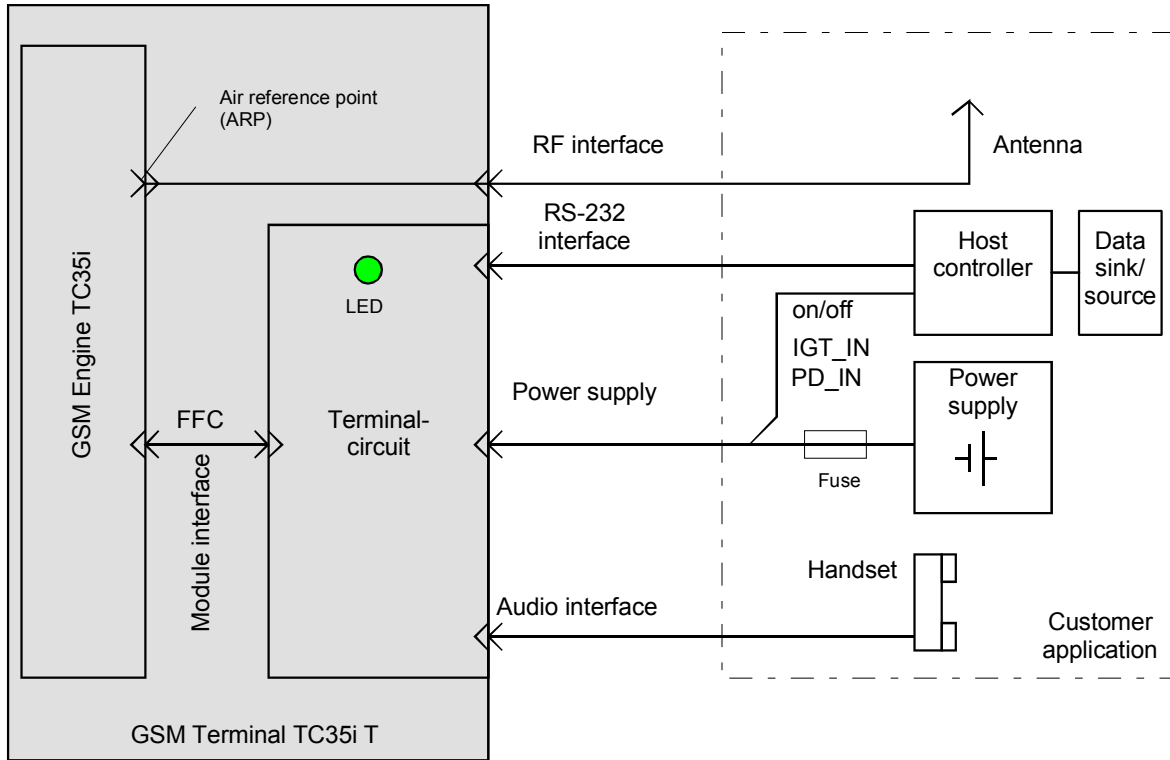 Air reference point
(ARP)
RF interface
Antenna
RS-232
interface
Host
controller
Data
sink/
source
LED
on/off
IGT_IN
PD_IN
GSM Engine TC35i
FFC
Module interface
Terminal-
circuit
Power supply
Power
supply
Fuse
Handset
Audio interface
Customer
application
GSM Terminal TC35i T